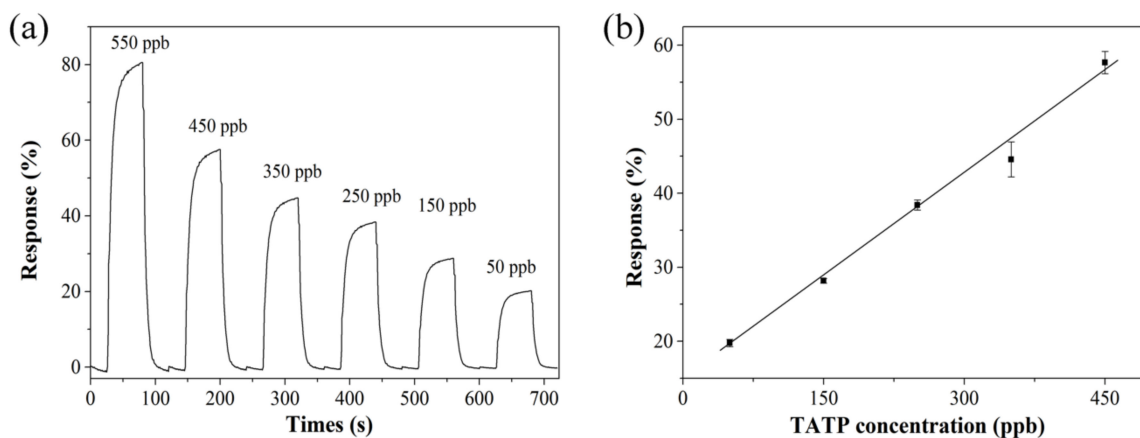 (a)
550 ppb
450 ppb
350 ppb
250 ppb
150 ppb
50 ppb
80
60
40
20
0
Response (%)
0 100 200 300 400 500 600 700
Times (s)
(b)
60
50
40
30
20
Response (%)
0 150 300 450
TATP concentration (ppb)